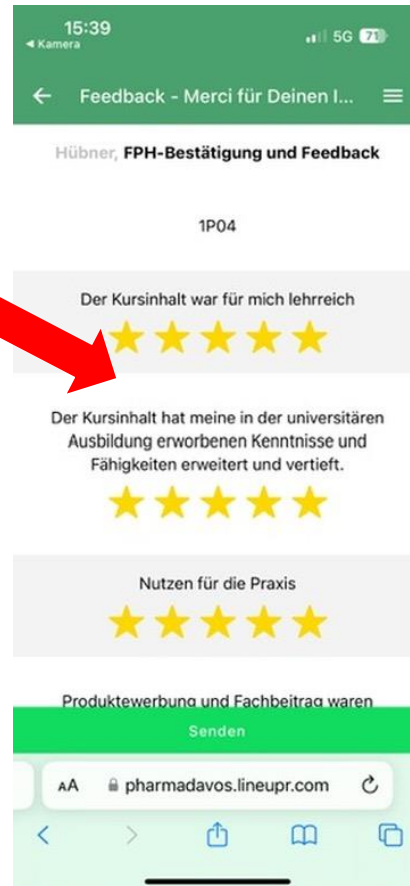 15:39
5G 71
◀ Kamera
Feedback - Merci für Deinen I...
Hübner, FPH-Bestätigung und Feedback
1P04
Der Kursinhalt war für mich lehrreich
Der Kursinhalt hat meine in der universitären
Ausbildung erworbenen Kenntnisse und
Fähigkeiten erweitert und vertieft.
Nutzen für die Praxis
Produktewerbung und Fachbeitrag waren
Senden
AA pharmadavos.lineupr.com